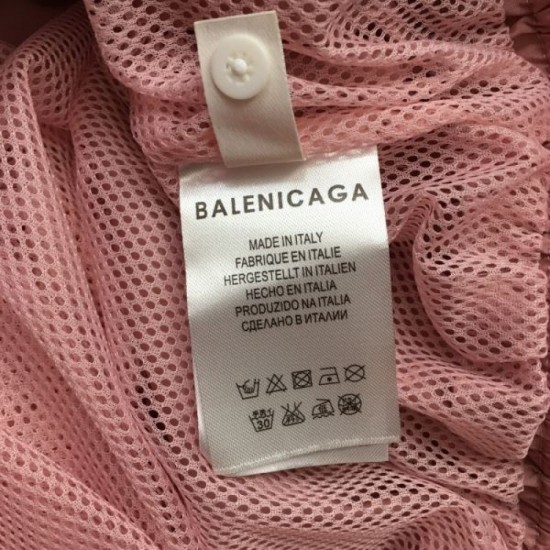 BALENICAGA
MADE IN ITALY
FABRIQUE EN ITALIE
HERGESTELLT IN ITALIEN
HECHO EN ITALIA
PRODUZIDO NA ITALIA
СДЕЛАНО В ИТАЛИИ
30